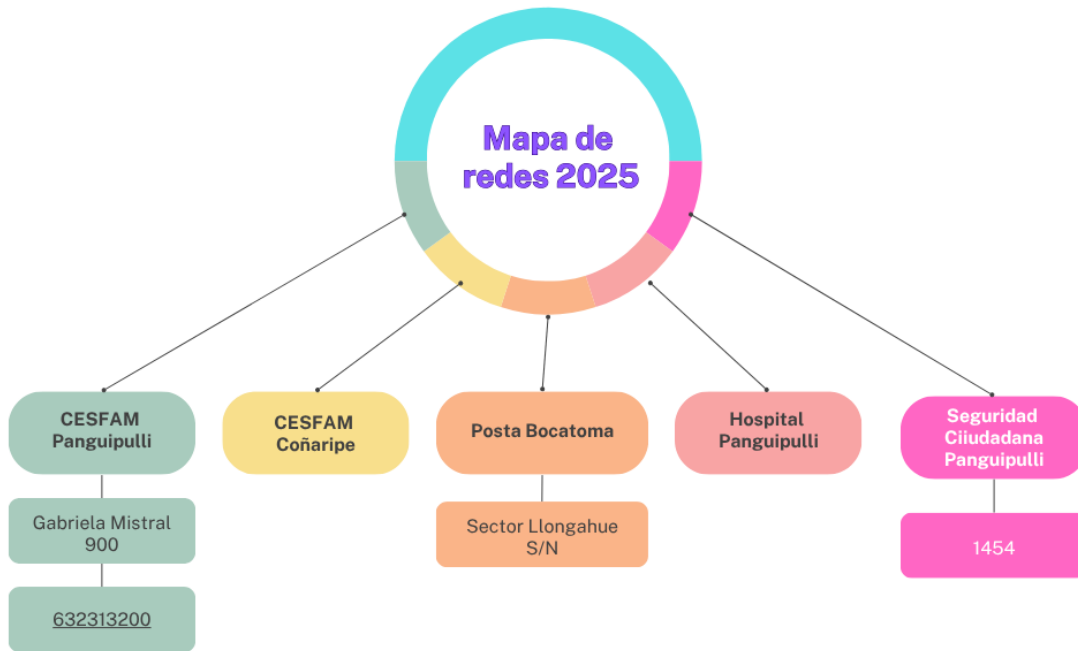 Mapa de
redes 2025
CESFAM
Panguipulli
CESFAM
Coñaripe
Posta Bocatoma
Hospital
Panguipulli
Seguridad
Ciiudadana
Panguipulli
Gabriela Mistral
900
Sector Llongahue
S/N
1454
632313200